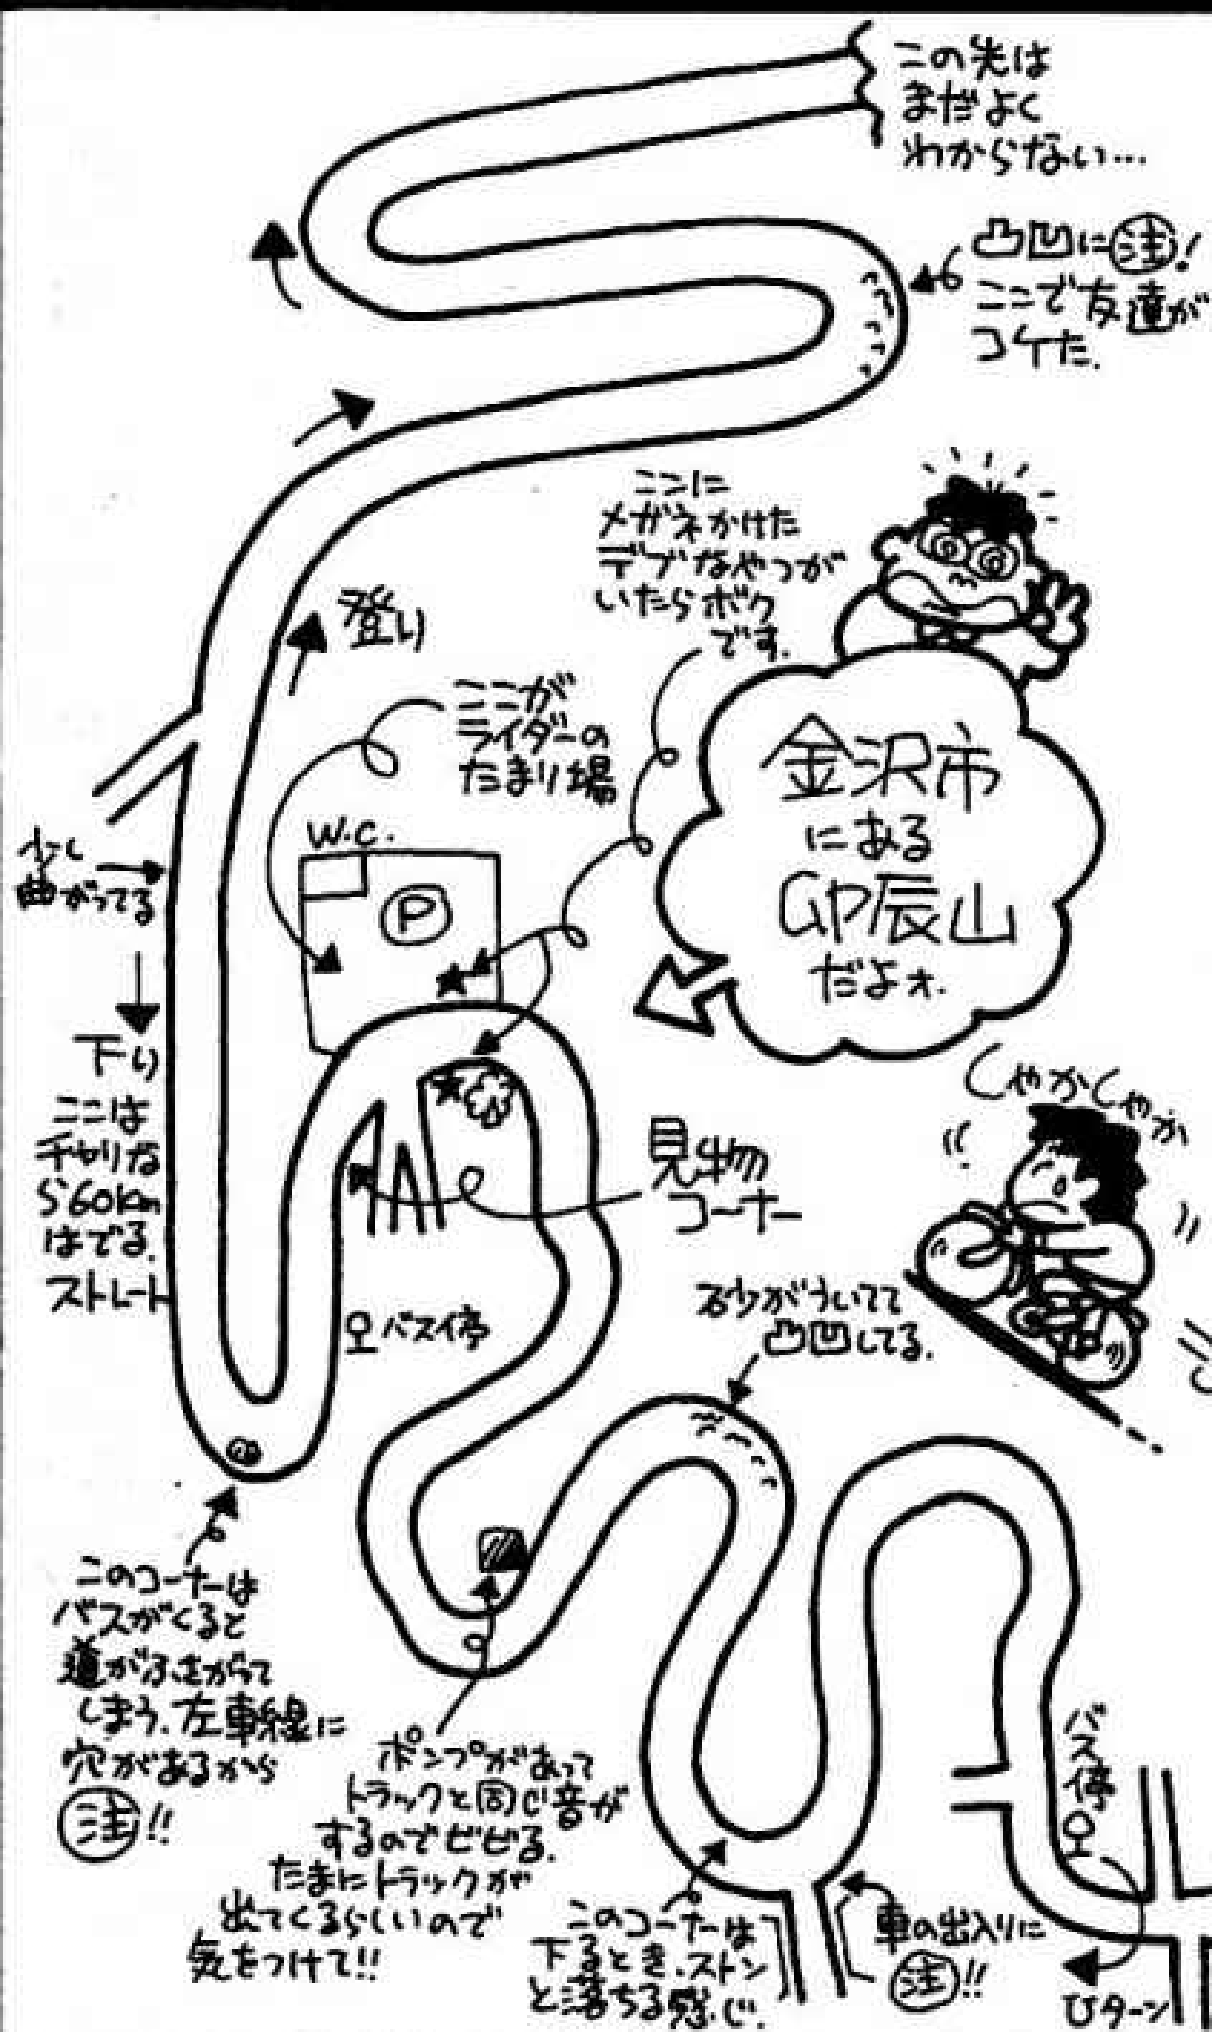 この先は
まだよく
わからない…
凸凹に注!
ここで友達が
コケた.
ここに
メガネかけた
デブなやつが
いたらボク
です.
登り
ここが
ライダーの
たまり場
W.C.
P
金沢市
にある
卯辰山
だよォ.
少し
曲がってる
下り
ここは
チャリな
ら60km
はでる.
ストレート
しゃかしゃか
見物
コーナー
バス停
砂がういてて
凸凹してる.
このコーナーは
バスがくると
道がふさがって
しまう.左車線に
穴があるから
注!!
ポンプがあって
トラックと同じ音が
するのでビビる.
たまにトラックが
出てくるらしいので
気をつけて!!
このコーナーは
下るとき.ストン
と落ちる感じ.
車の出入りに
注!!
バス停
Uターン